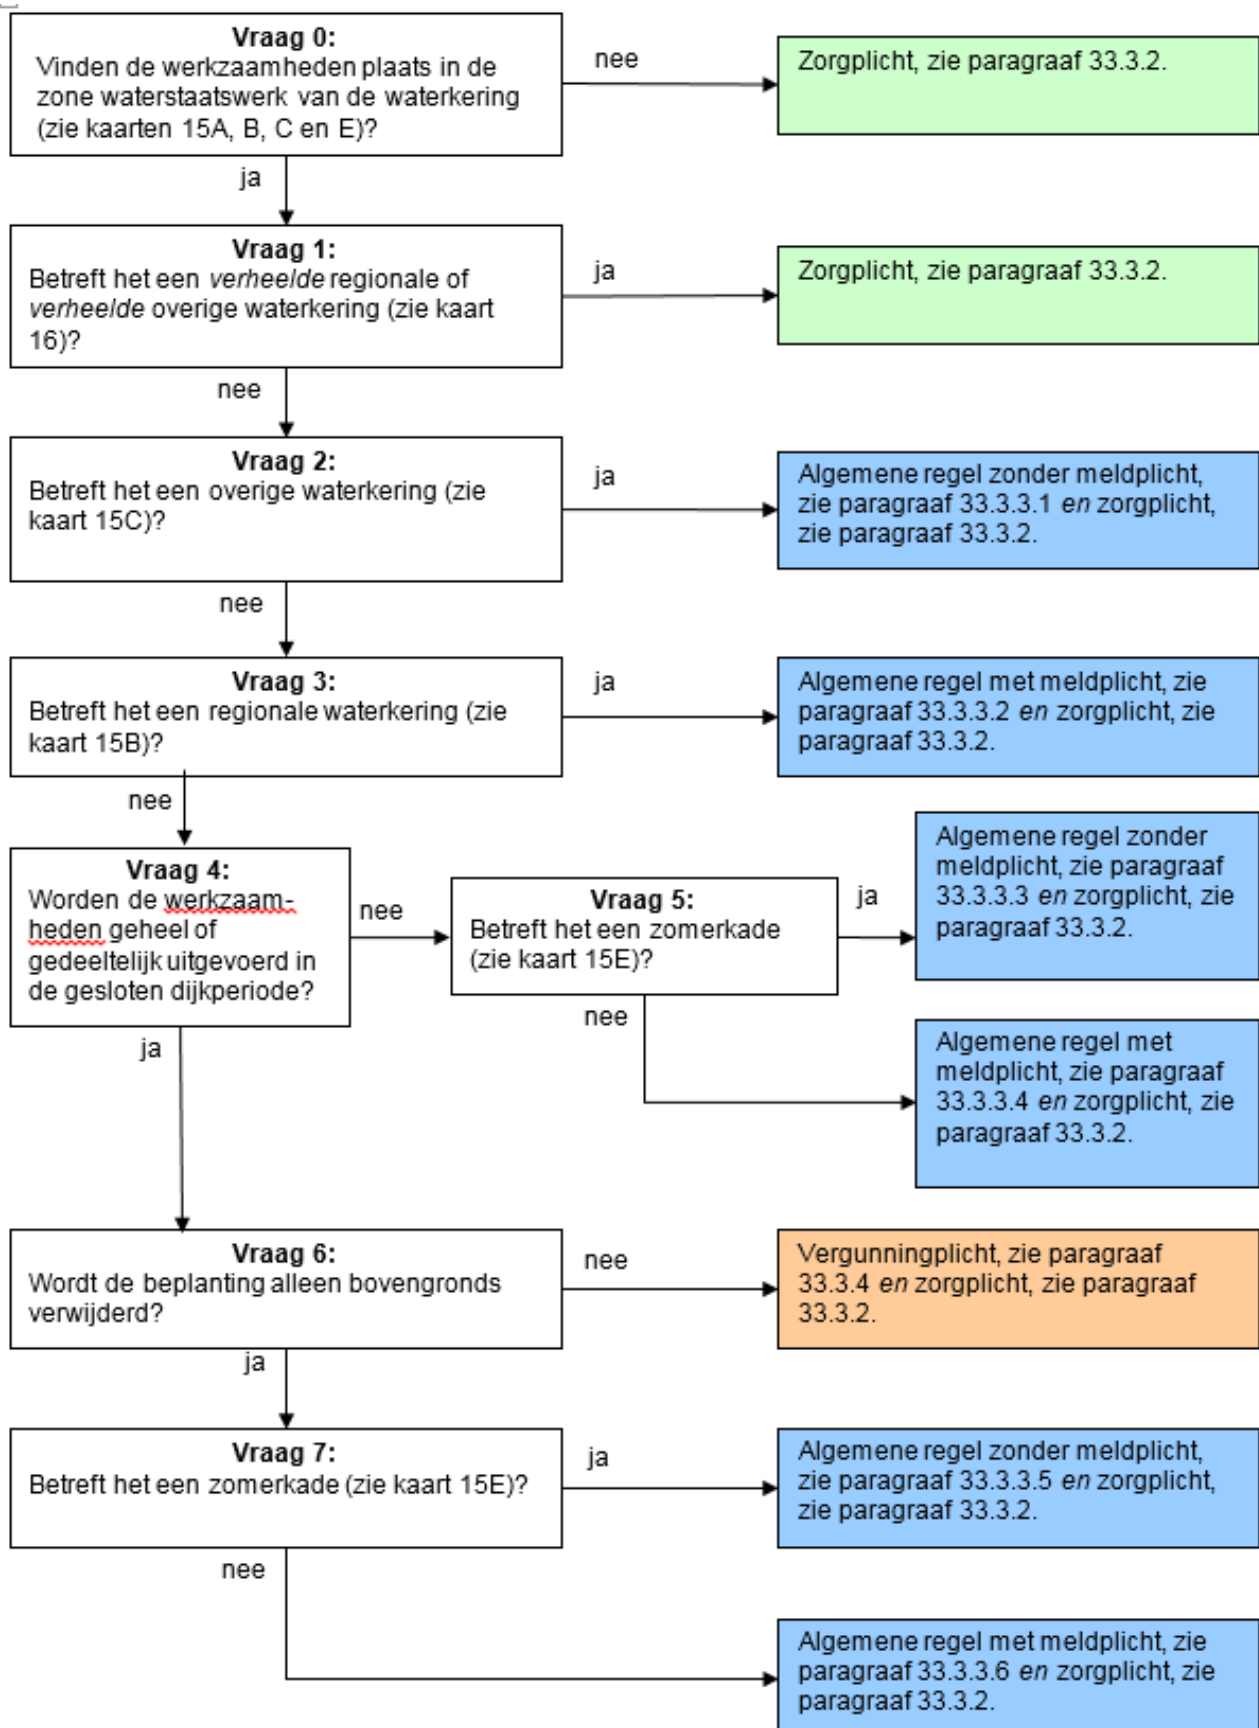 Vraag 0:
Vinden de werkzaamheden plaats in de
zone waterstaatswerk van de waterkering
(zie kaarten 15A, B, C en E)?
nee
Zorgplicht, zie paragraaf 33.3.2.
ja
Vraag 1:
Betreft het een verheelde regionale of
verheelde overige waterkering (zie kaart
16)?
ja
Zorgplicht, zie paragraaf 33.3.2.
nee
Vraag 2:
Betreft het een overige waterkering (zie
kaart 15C)?
ja
Algemene regel zonder meldplicht,
zie paragraaf 33.3.3.1 en zorgplicht,
zie paragraaf 33.3.2.
nee
Vraag 3:
Betreft het een regionale waterkering (zie
kaart 15B)?
ja
Algemene regel met meldplicht, zie
paragraaf 33.3.3.2 en zorgplicht, zie
paragraaf 33.3.2.
nee
Vraag 4:
Worden de werkzaam-
heden geheel of
gedeeltelijk uitgevoerd in
de gesloten dijkperiode?
nee
Vraag 5:
Betreft het een zomerkade
(zie kaart 15E)?
ja
Algemene regel zonder
meldplicht, zie paragraaf
33.3.3.3 en zorgplicht, zie
paragraaf 33.3.2.
nee
Algemene regel met
meldplicht, zie paragraaf
33.3.3.4 en zorgplicht, zie
paragraaf 33.3.2.
ja
Vraag 6:
Wordt de beplanting alleen bovengronds
verwijderd?
nee
Vergunningplicht, zie paragraaf
33.3.4 en zorgplicht, zie paragraaf
33.3.2.
ja
Vraag 7:
Betreft het een zomerkade (zie kaart 15E)?
ja
Algemene regel zonder meldplicht,
zie paragraaf 33.3.3.5 en zorgplicht,
zie paragraaf 33.3.2.
nee
Algemene regel met meldplicht, zie
paragraaf 33.3.3.6 en zorgplicht, zie
paragraaf 33.3.2.